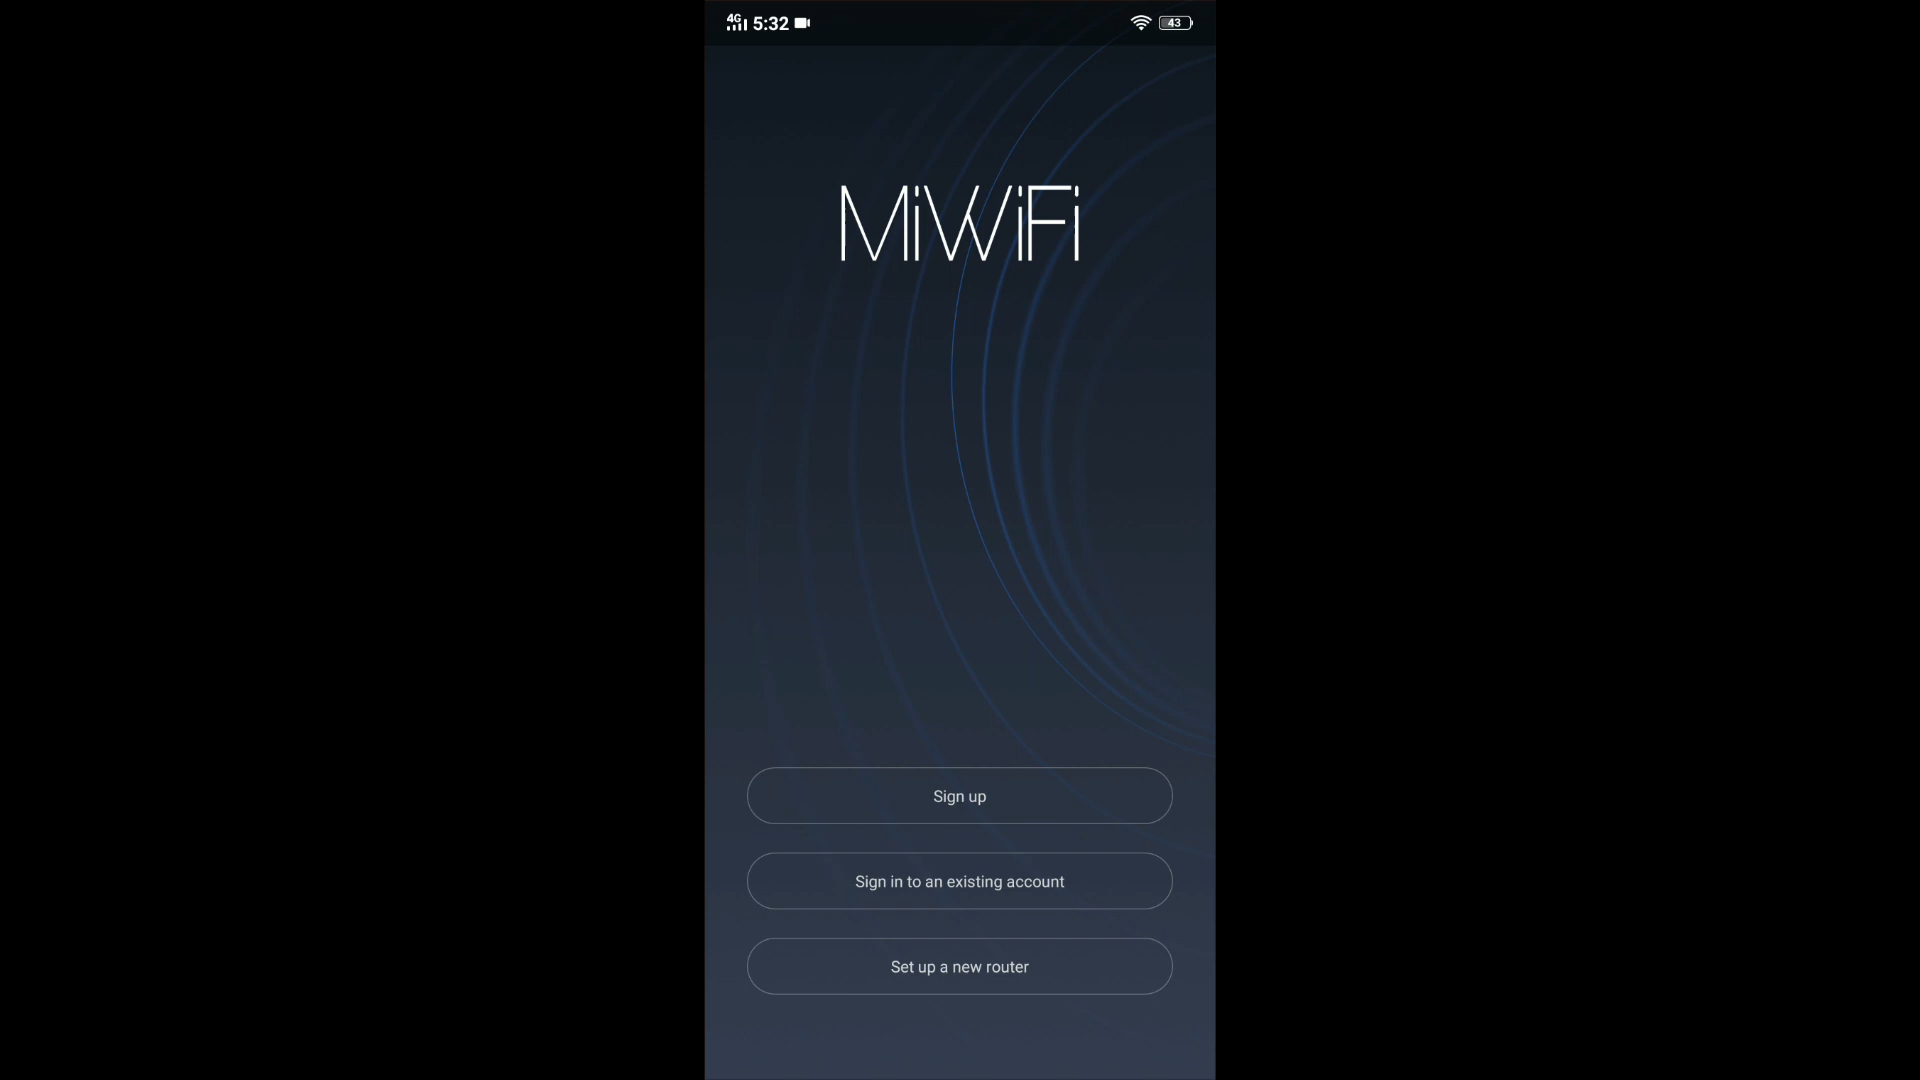 4G 5:32 43
MiWiFi
Sign up
Sign in to an existing account
Set up a new router